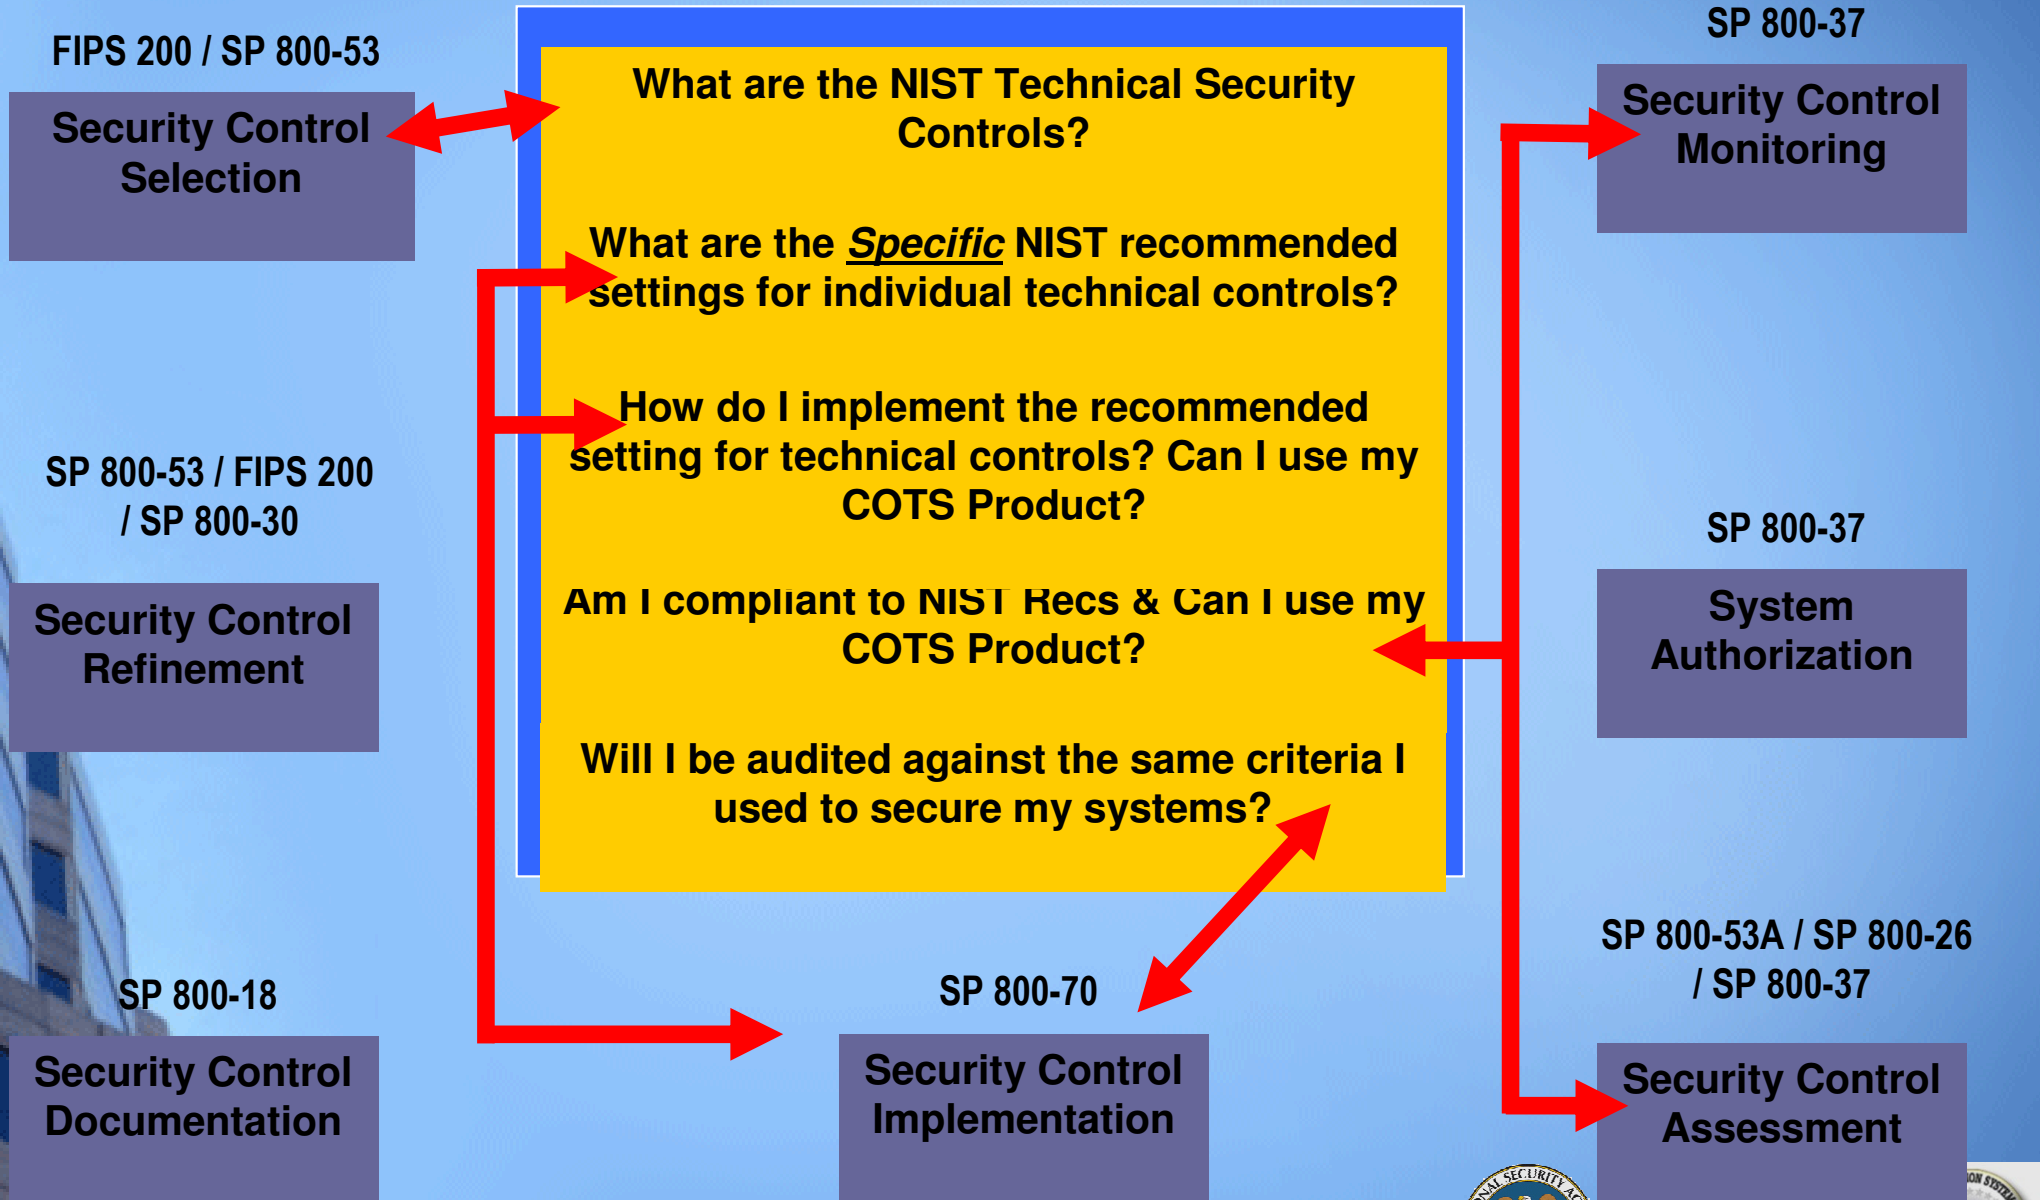 FIPS 200 / SP 800-53
Security Control
Selection
SP 800-53 / FIPS 200
/ SP 800-30
Security Control
Refinement
SP 800-18
Security Control
Documentation
What are the NIST Technical Security
Controls?
What are the Specific NIST recommended
settings for individual technical controls?
How do I implement the recommended
setting for technical controls? Can I use my
COTS Product?
Am I compliant to NIST Recs & Can I use my
COTS Product?
Will I be audited against the same criteria I
used to secure my systems?
SP 800-70
Security Control
Implementation
SP 800-37
Security Control
Monitoring
SP 800-37
System
Authorization
SP 800-53A / SP 800-26
/ SP 800-37
Security Control
Assessment
SECURITY